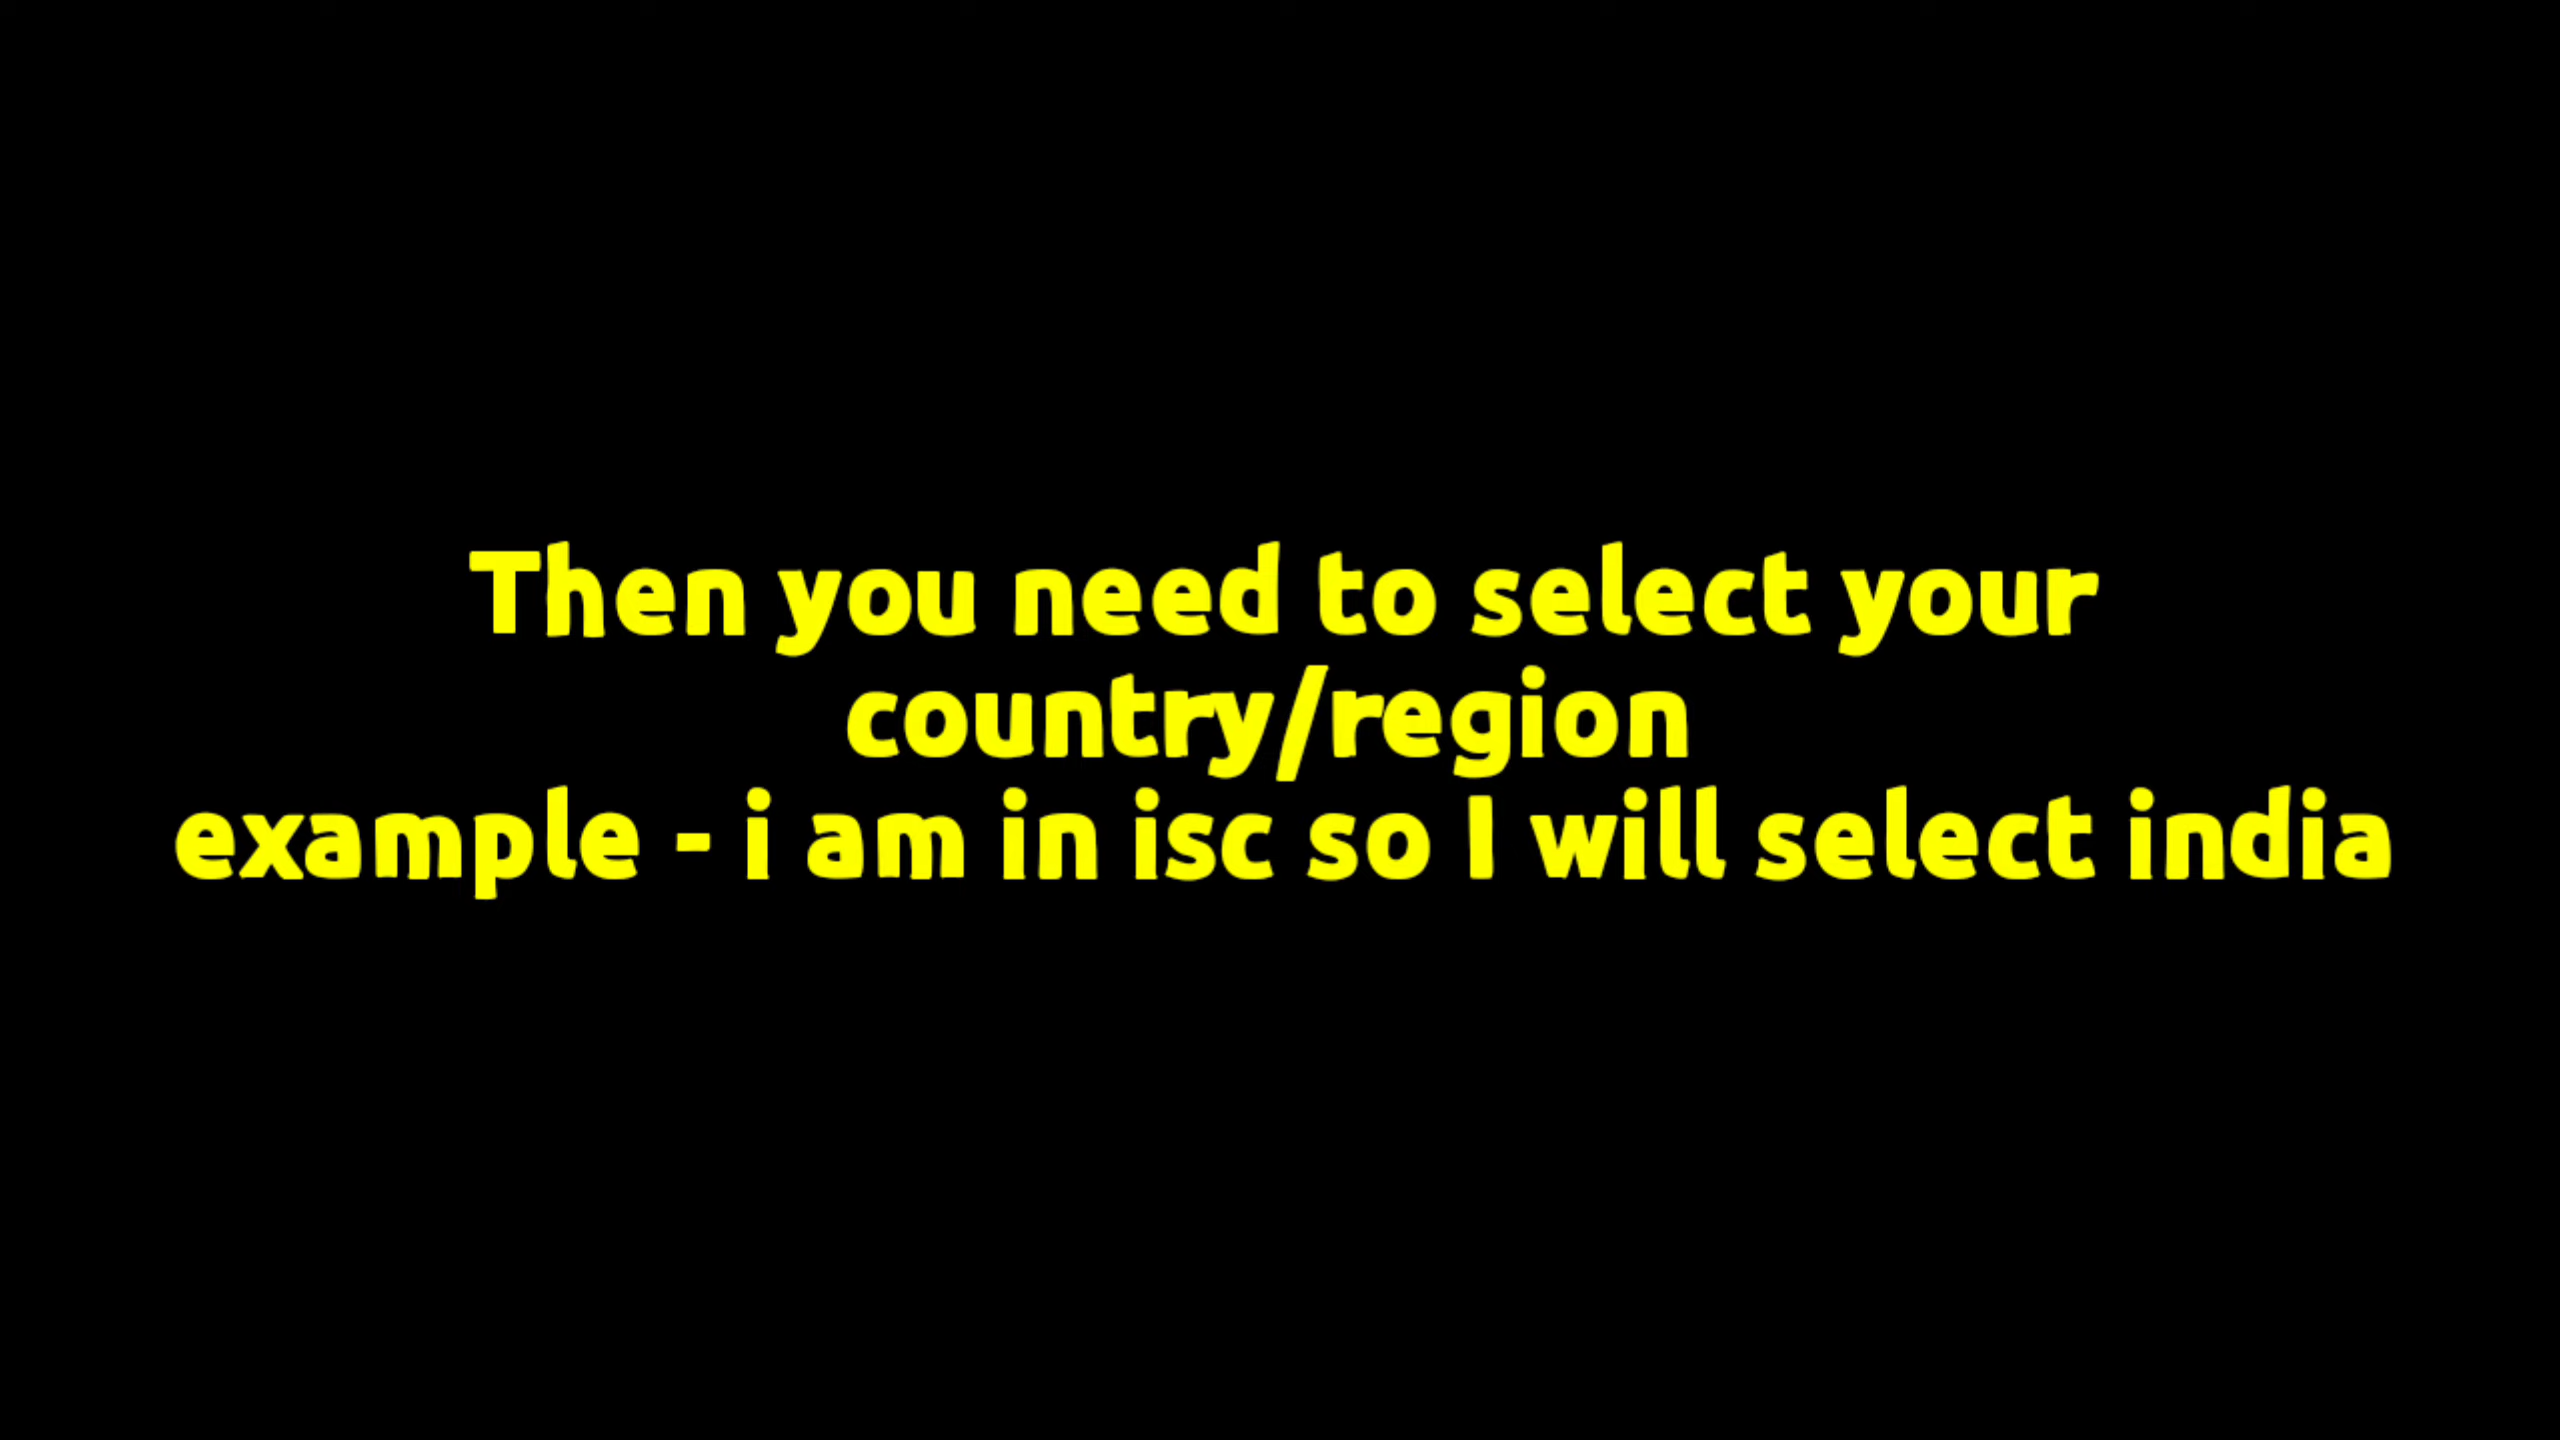 Then you need to select your
country/region
example - i am in isc so I will select india